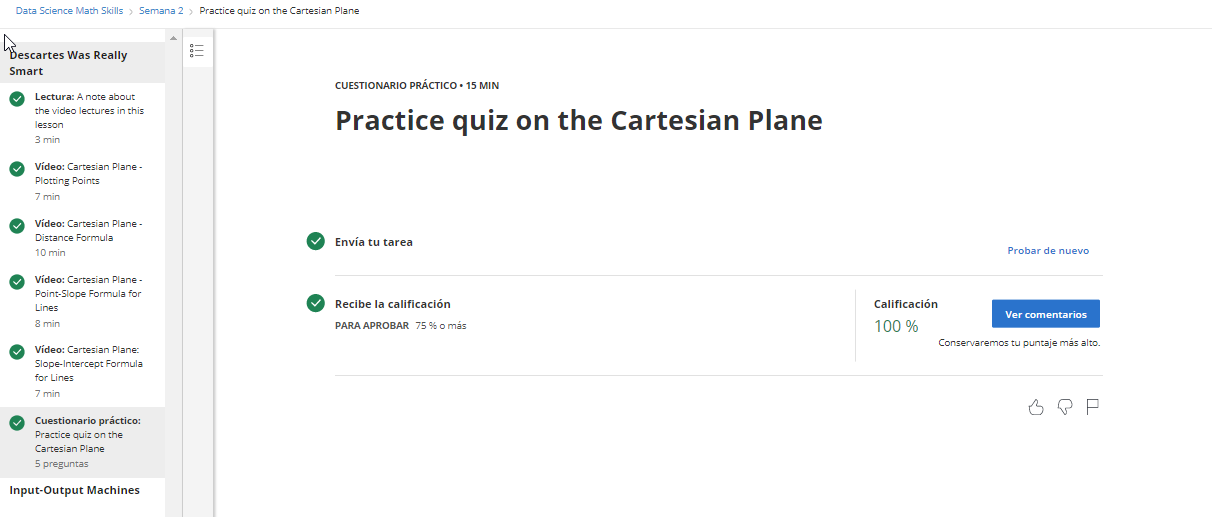 Data Science Math Skills > Semana 2 > Practice quiz on the Cartesian Plane
Descartes Was Really
Smart
Lectura: A note about
the video lectures in this
lesson
3 min
Vídeo: Cartesian Plane -
Plotting Points
7 min
Vídeo: Cartesian Plane -
Distance Formula
10 min
Vídeo: Cartesian Plane -
Point-Slope Formula for
Lines
8 min
Vídeo: Cartesian Plane:
Slope-Intercept Formula
for Lines
7 min
Cuestionario práctico:
Practice quiz on the
Cartesian Plane
5 preguntas
Input-Output Machines
CUESTIONARIO PRÁCTICO • 15 MIN
Practice quiz on the Cartesian Plane
Envía tu tarea
Probar de nuevo
Recibe la calificación
PARA APROBAR 75 % o más
Calificación
100 %
Ver comentarios
Conservaremos tu puntaje más alto.